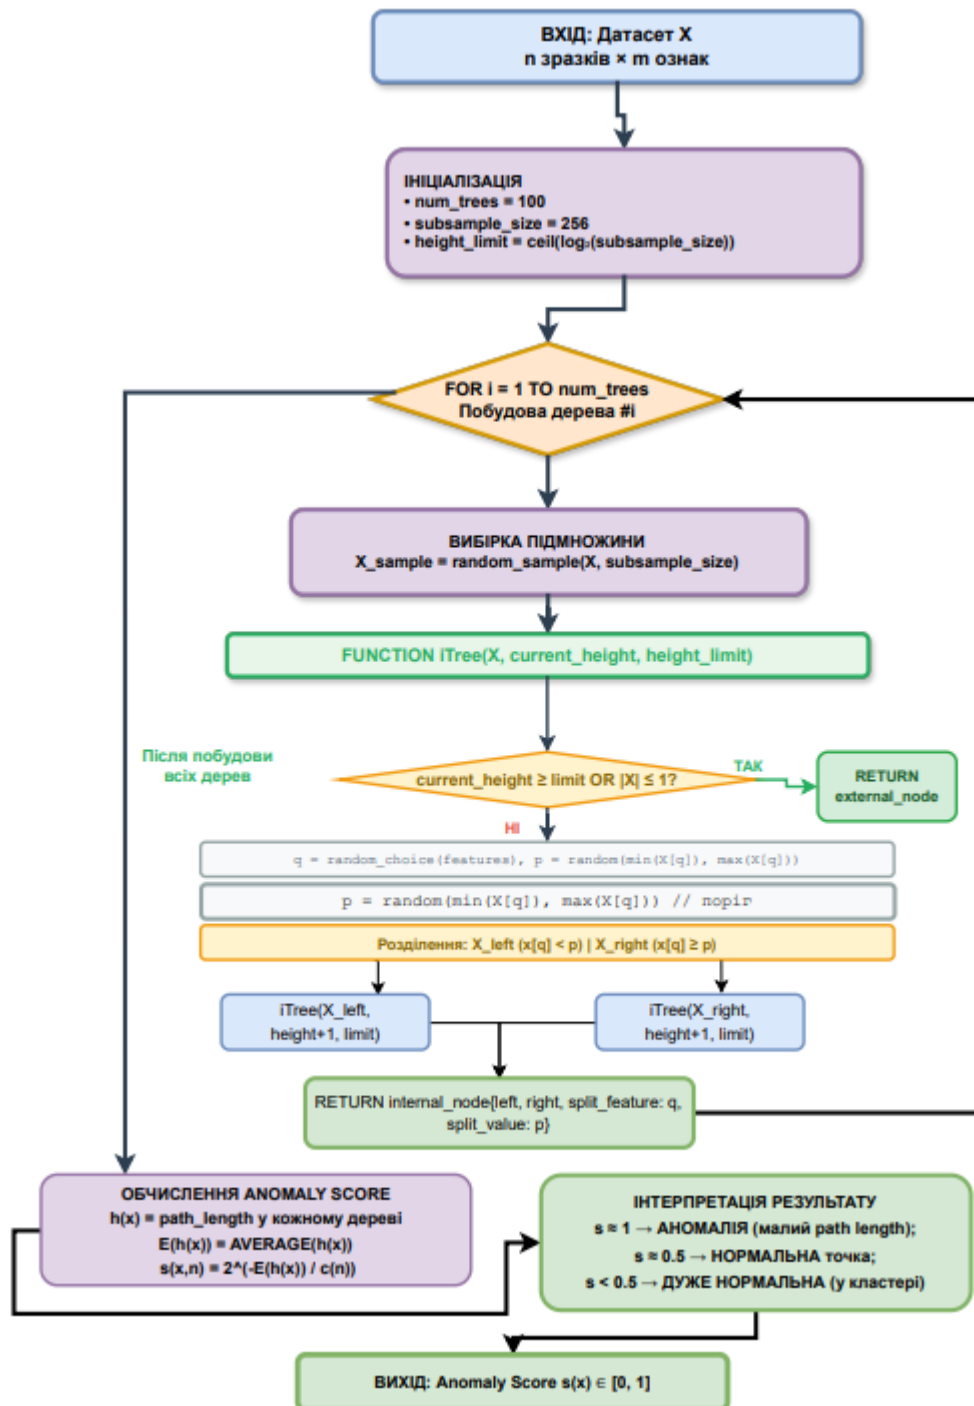 ВХІД: Датасет X
n зразків × m ознак
ІНІЦІАЛІЗАЦІЯ
• num_trees = 100
• subsample_size = 256
• height_limit = ceil(log₂(subsample_size))
FOR i = 1 TO num_trees
Побудова дерева #i
ВИБІРКА ПІДМНОЖИНИ
X_sample = random_sample(X, subsample_size)
FUNCTION iTree(X, current_height, height_limit)
Після побудови
всіх дерев
current_height ≥ limit OR |X| ≤ 1?
ТАК
RETURN
external_node
НІ
q = random_choice(features), p = random(min(X[q]), max(X[q]))
p = random(min(X[q]), max(X[q])) // поріг
Розділення: X_left (x[q] < p) | X_right (x[q] ≥ p)
iTree(X_left,
height+1, limit)
iTree(X_right,
height+1, limit)
RETURN internal_node{left, right, split_feature: q,
split_value: p}
ОБЧИСЛЕННЯ ANOMALY SCORE
h(x) = path_length у кожному дереві
E(h(x)) = AVERAGE(h(x))
s(x,n) = 2^(-E(h(x)) / c(n))
ІНТЕРПРЕТАЦІЯ РЕЗУЛЬТАТУ
s ≈ 1 → АНОМАЛІЯ (малий path length);
s ≈ 0.5 → НОРМАЛЬНА точка;
s < 0.5 → ДУЖЕ НОРМАЛЬНА (у кластері)
ВИХІД: Anomaly Score s(x) ∈ [0, 1]